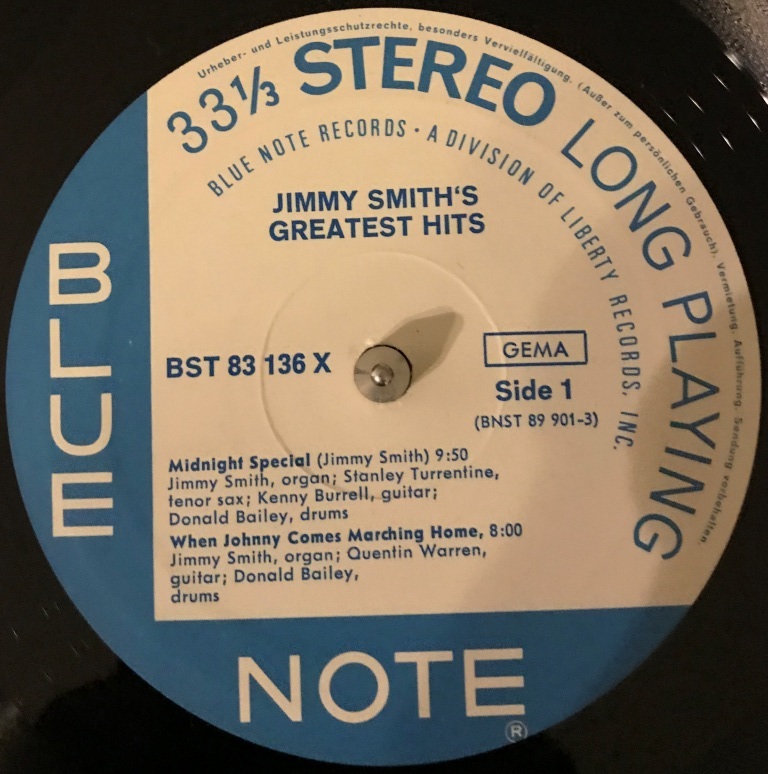 Urheber- und Leistungsschutzrechte, besonders Vervielfältigung. (Außer zum persönlichen Gebrauch). Vermietung. Aufführung. Sendung vorbehalten.
33⅓ STEREO LONG PLAYING
BLUE NOTE RECORDS · A DIVISION OF LIBERTY RECORDS, INC.
JIMMY SMITH'S
GREATEST HITS
BLUE
BST 83 136 X
GEMA
Side 1
(BNST 89 901-3)
Midnight Special (Jimmy Smith) 9:50
Jimmy Smith, organ; Stanley Turrentine,
tenor sax; Kenny Burrell, guitar;
Donald Bailey, drums
When Johnny Comes Marching Home, 8:00
Jimmy Smith, organ; Quentin Warren,
guitar; Donald Bailey,
drums
NOTE
®